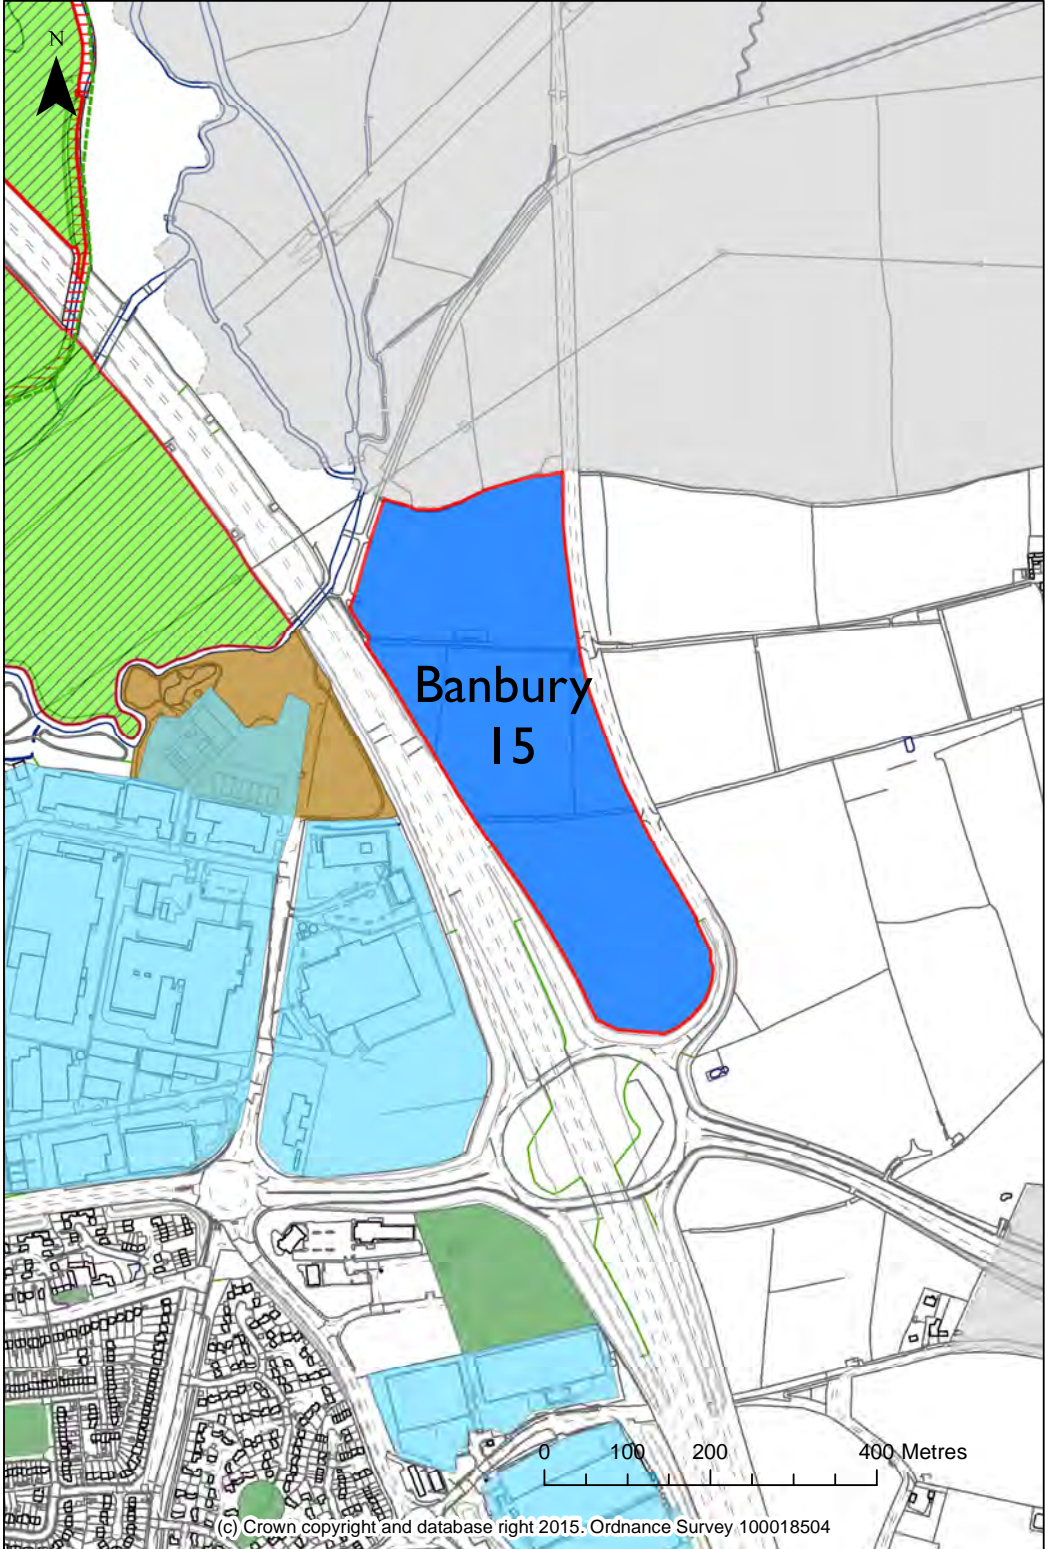 N
Banbury
15
0 100 200 400 Metres
(c) Crown copyright and database right 2015. Ordnance Survey 100018504